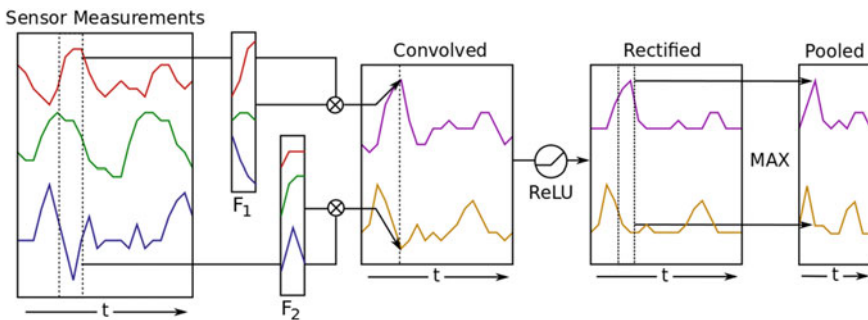 Sensor Measurements
Convolved
Rectified
Pooled
F1
F2
ReLU
MAX
t
t
t
t